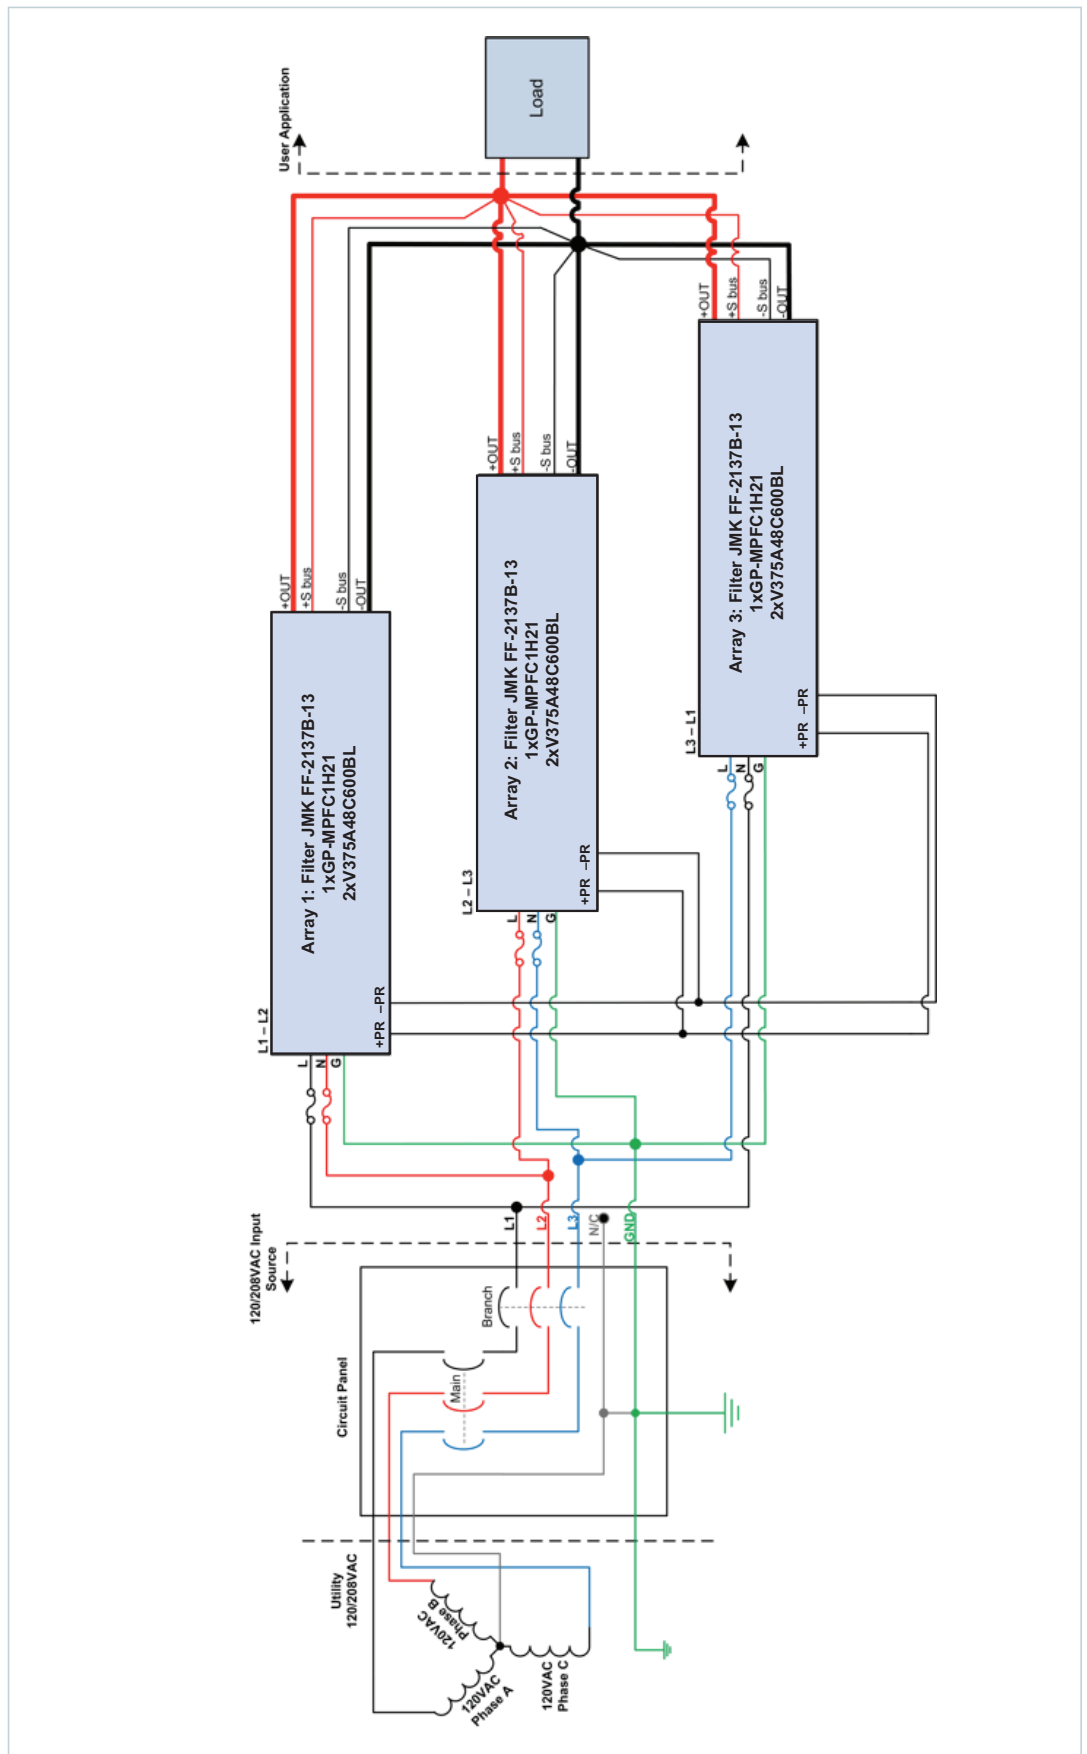 Load
User Application
+OUT
+S bus
-S bus
-OUT
+OUT
+S bus
-S bus
-OUT
+OUT
+S bus
-S bus
-OUT
Array 1: Filter JMK FF-2137B-13
1xGP-MPFC1H21
2xV375A48C600BL
Array 2: Filter JMK FF-2137B-13
1xGP-MPFC1H21
2xV375A48C600BL
Array 3: Filter JMK FF-2137B-13
1xGP-MPFC1H21
2xV375A48C600BL
L1 – L2
+PR –PR
L
N
G
L2 – L3
+PR –PR
L
N
G
L3 – L1
+PR –PR
L
N
G
L1
L2
L3
N/C
GND
120/208VAC Input
Source
Branch
Main
Circuit Panel
Utility
120/208VAC
120VAC
Phase B
120VAC
Phase A
120VAC
Phase C